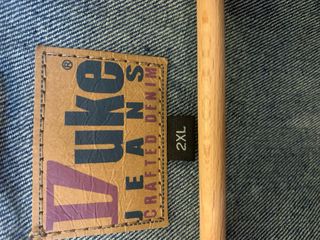 Duke®
JEANS
CRAFTED DENIM
2XL